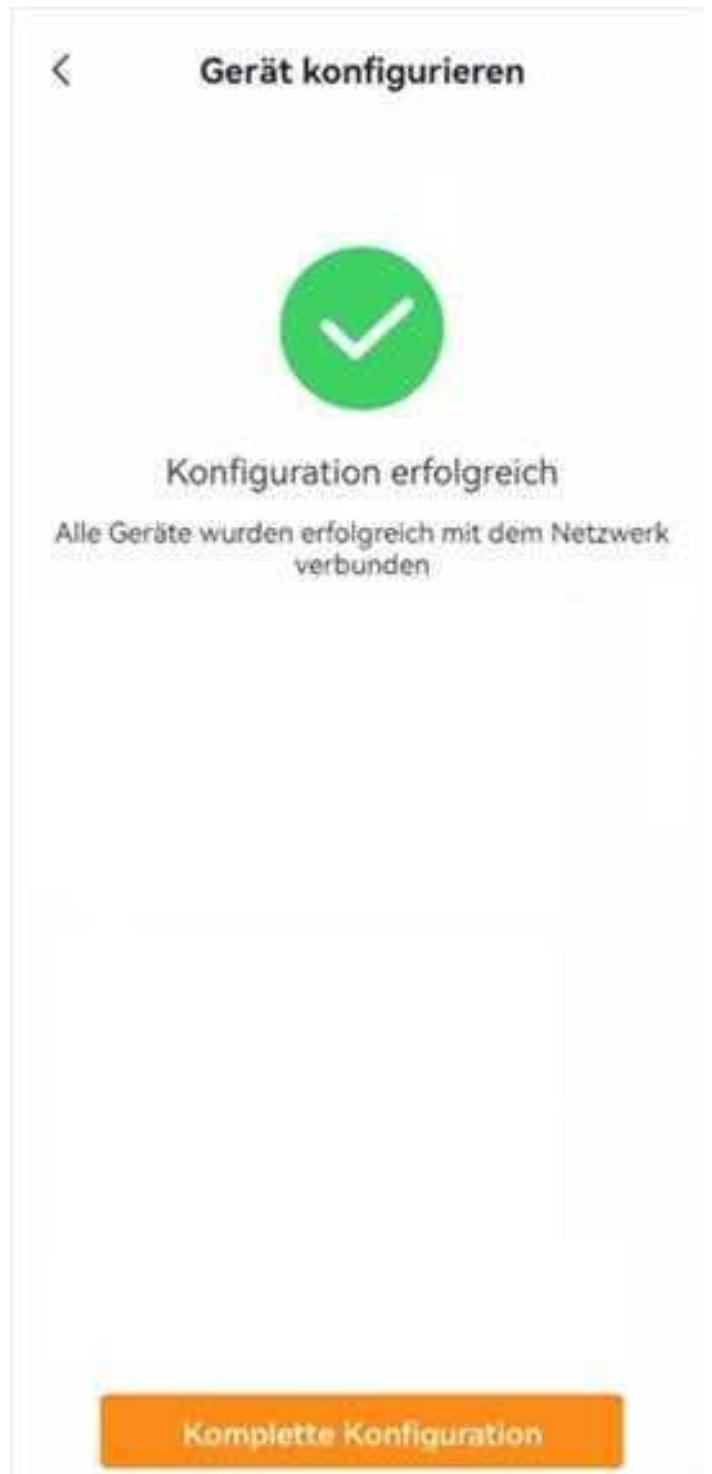 Gerät konfigurieren
Konfiguration erfolgreich
Alle Geräte wurden erfolgreich mit dem Netzwerk
verbunden
Komplette Konfiguration